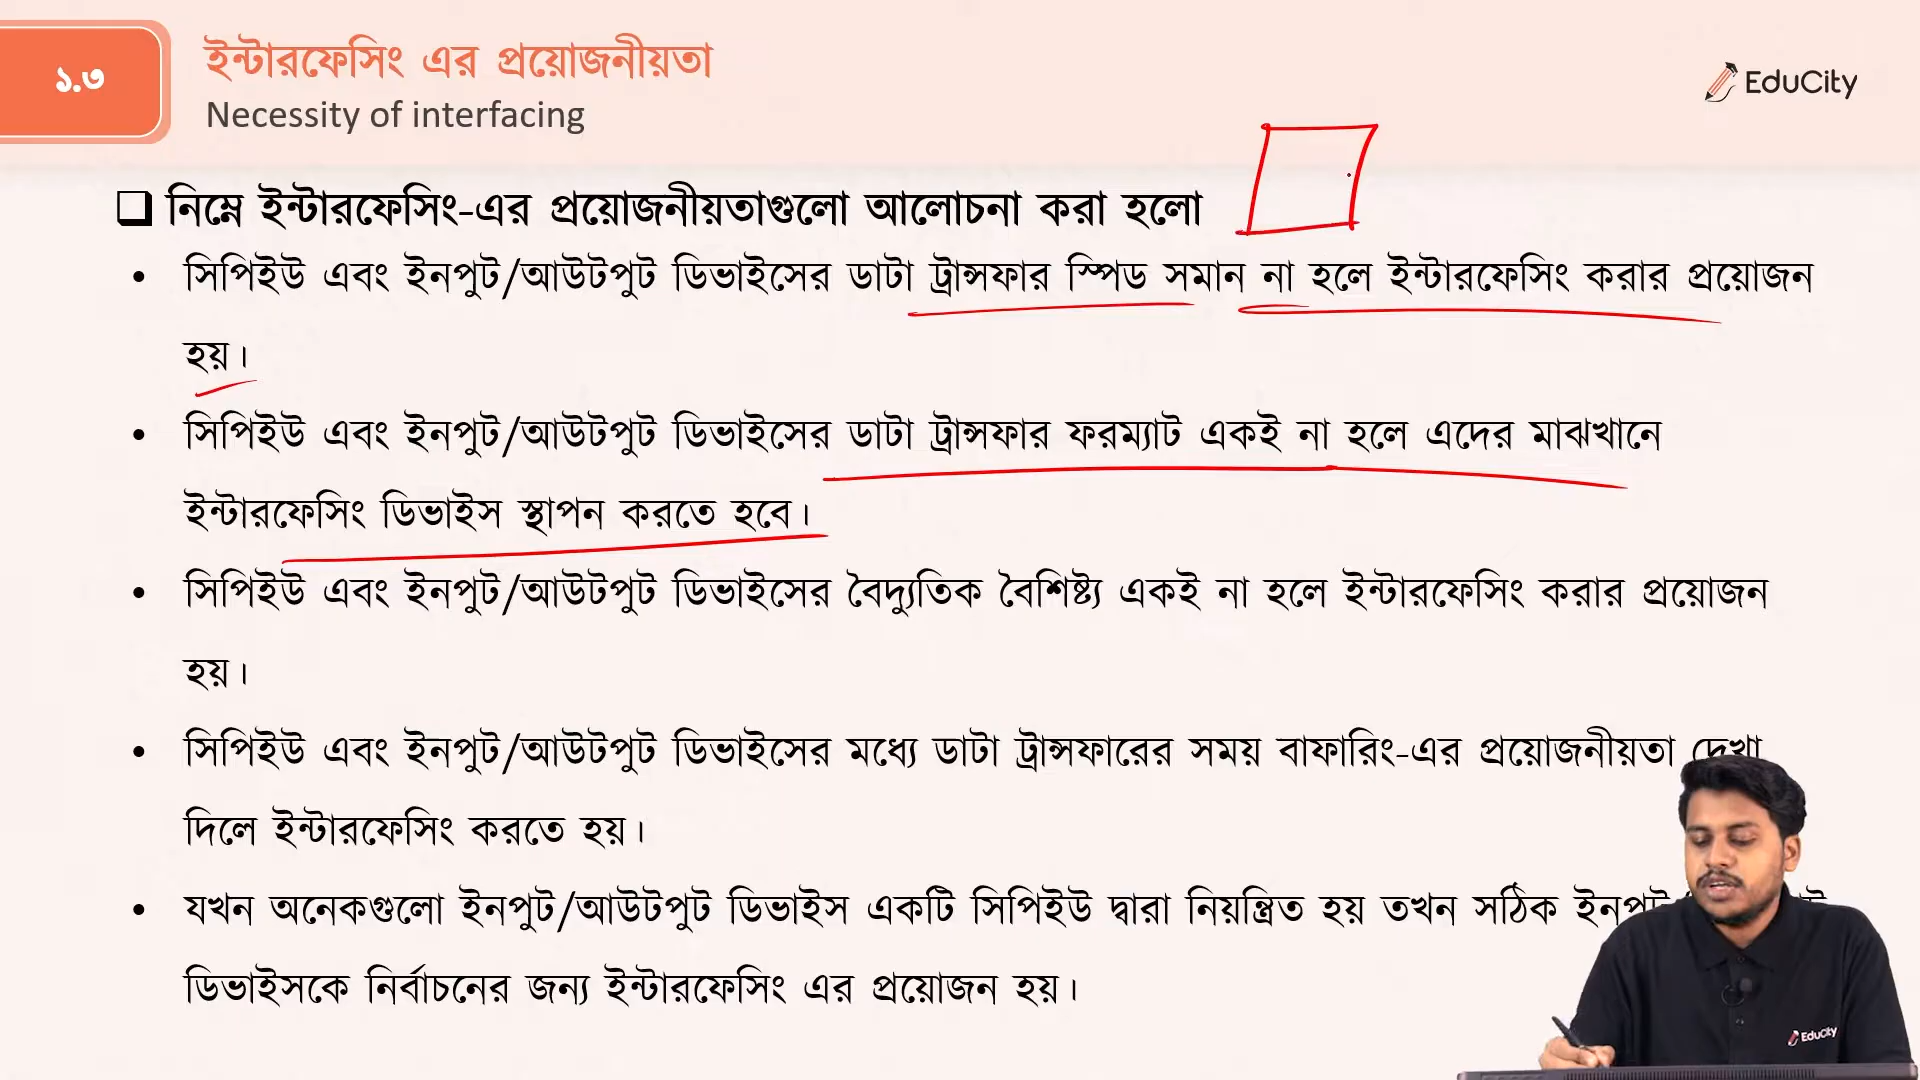 ১.৩
ইন্টারফেসিং এর প্রয়োজনীয়তা
Necessity of interfacing
EduCity
নিম্নে ইন্টারফেসিং-এর প্রয়োজনীয়তাগুলো আলোচনা করা হলো
• সিপিইউ এবং ইনপুট/আউটপুট ডিভাইসের ডাটা ট্রান্সফার স্পিড সমান না হলে ইন্টারফেসিং করার প্রয়োজন
হয়।
• সিপিইউ এবং ইনপুট/আউটপুট ডিভাইসের ডাটা ট্রান্সফার ফরম্যাট একই না হলে এদের মাঝখানে
ইন্টারফেসিং ডিভাইস স্থাপন করতে হবে।
• সিপিইউ এবং ইনপুট/আউটপুট ডিভাইসের বৈদ্যুতিক বৈশিষ্ট্য একই না হলে ইন্টারফেসিং করার প্রয়োজন
হয়।
• সিপিইউ এবং ইনপুট/আউটপুট ডিভাইসের মধ্যে ডাটা ট্রান্সফারের সময় বাফারিং-এর প্রয়োজনীয়তা দেখা
দিলে ইন্টারফেসিং করতে হয়।
• যখন অনেকগুলো ইনপুট/আউটপুট ডিভাইস একটি সিপিইউ দ্বারা নিয়ন্ত্রিত হয় তখন সঠিক
ডিভাইসকে নির্বাচনের জন্য ইন্টারফেসিং এর প্রয়োজন হয়।
EduCity